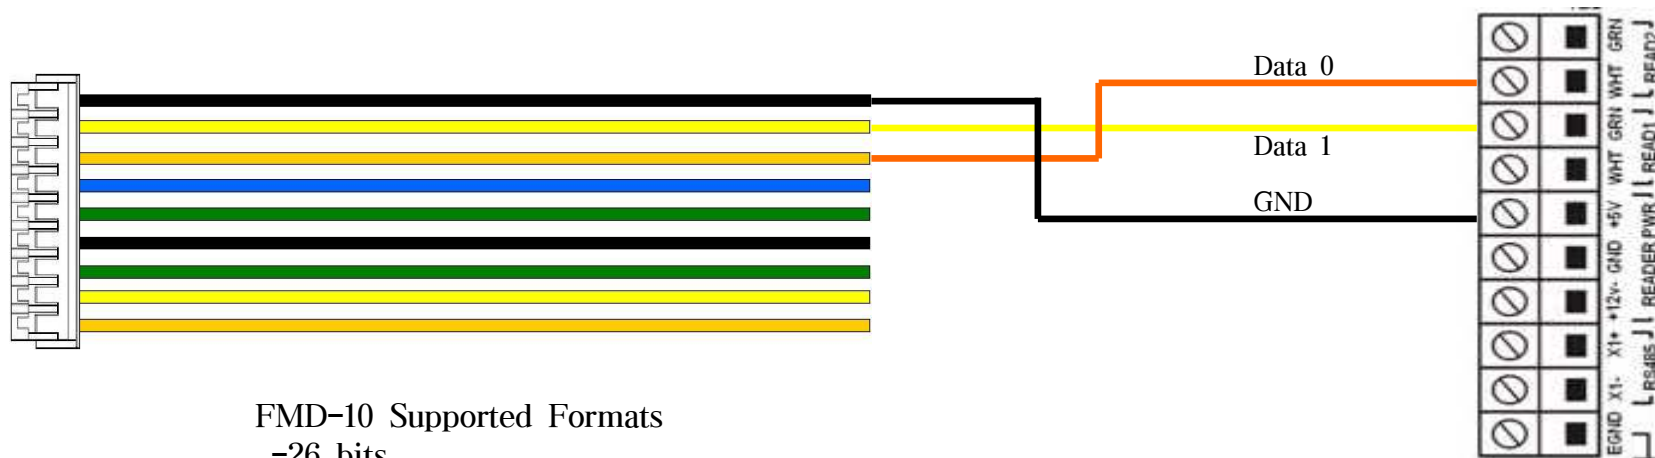 Data 0
Data 1
GND
FMD-10 Supported Formats
-26 bits
GRN
WHT
READ2
GRN
WHT
READ1
+5V
GND
+12v-
READER PWR
X1+
X1-
RS485
EGND